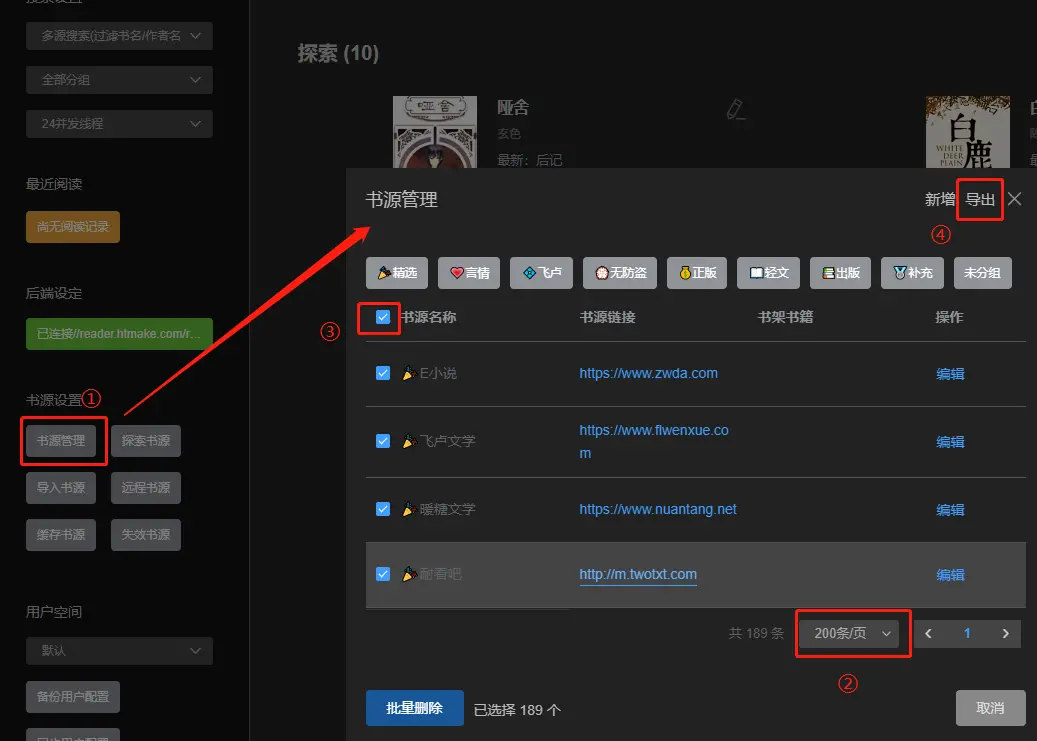 多源搜索(过滤书名/作者名
全部分组
24并发线程
最近阅读
尚无阅读记录
后端设定
已连接//reader.htmake.com/r...
书源设置①
书源管理
探索书源
导入书源
远程书源
缓存书源
失效书源
用户空间
默认
备份用户配置
探索 (10)
哑舍
哑舍
玄色
最新：后记
白鹿
WHITE
DEER
PLAIN
书源管理
新增
导出
④
精选
言情
飞卢
无防盗
正版
轻文
出版
补充
未分组
③
书源名称
书源链接
书架书籍
操作
E小说
https://www.zwda.com
编辑
飞卢文学
https://www.flwenxue.co
m
编辑
暖糖文学
https://www.nuantang.net
编辑
耐看吧
http://m.twotxt.com
编辑
共 189 条
200条/页
1
②
批量删除
已选择 189 个
取消